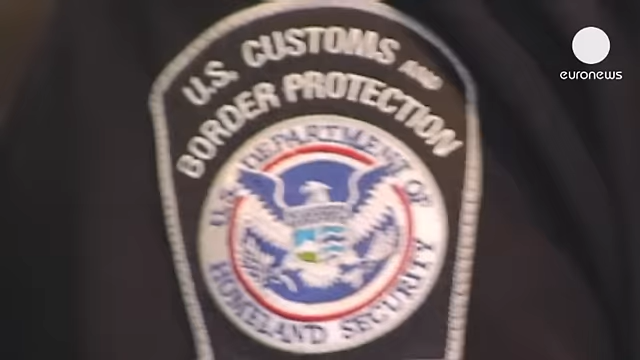 U.S. CUSTOMS AND
BORDER PROTECTION
U.S. DEPARTMENT OF
HOMELAND SECURITY
euronews